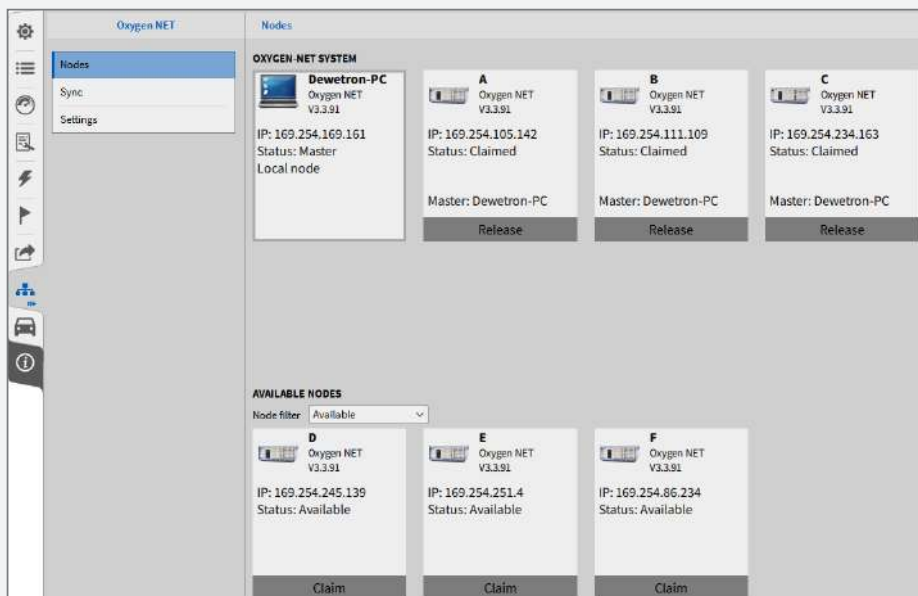 Oxygen NET
Nodes
Nodes
Sync
Settings
OXYGEN-NET SYSTEM
Dewetron-PC
Oxygen NET
V3.3.91
IP: 169.254.169.161
Status: Master
Local node
A
Oxygen NET
V3.3.91
IP: 169.254.105.142
Status: Claimed
Master: Dewetron-PC
Release
B
Oxygen NET
V3.3.91
IP: 169.254.111.109
Status: Claimed
Master: Dewetron-PC
Release
C
Oxygen NET
V3.3.91
IP: 169.254.234.163
Status: Claimed
Master: Dewetron-PC
Release
AVAILABLE NODES
Node filter Available
D
Oxygen NET
V3.3.91
IP: 169.254.245.139
Status: Available
Claim
E
Oxygen NET
V3.3.91
IP: 169.254.251.4
Status: Available
Claim
F
Oxygen NET
V3.3.91
IP: 169.254.86.234
Status: Available
Claim